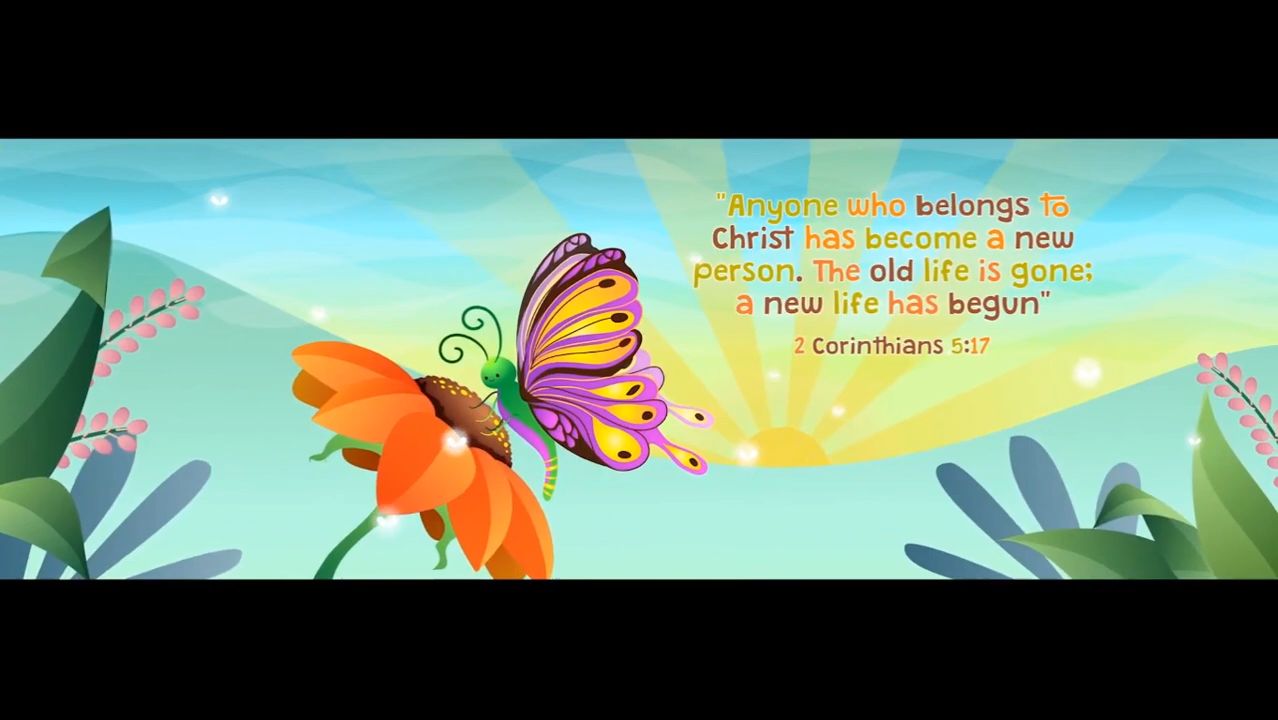 "Anyone who belongs to
Christ has become a new
person. The old life is gone;
a new life has begun"
2 Corinthians 5:17